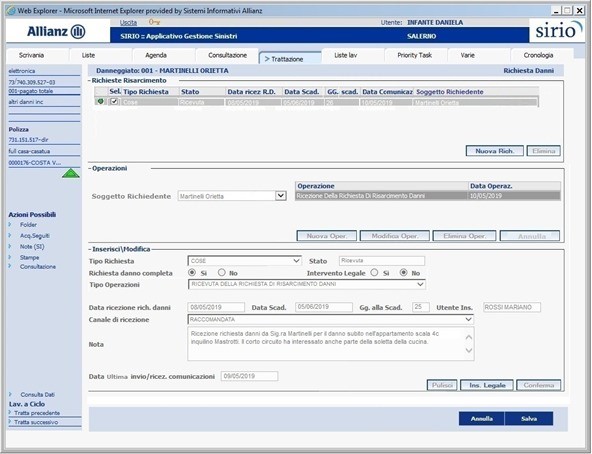 Web Explorer - Microsoft Internet Explorer provided by Sistemi Informativi Allianz
Allianz
Uscita
Utente: INFANTE DANIELA
SIRIO :: Applicativo Gestine Sinistri
SALERNO
sirio
Scrivania Liste Agenda Consultazione > Trattazione Liste lav Priority Task Varie Cronologia
elettronica
73/740.309.527-03
001-pagato totale
altri danni inc
Polizza
731.151.517-dir
full casa-casatua
0000176-COSTA V...
Azioni Possibili
Folder
Acq.Seguiti
Note (SI)
Stampe
Consultazione
Consulta Dati
Lav. a Ciclo
Tratta precedente
Tratta successivo
Danneggiato: 001 - MARTINELLI ORIETTA Richiesta Danni
Richieste Risarcimento
Sel. Tipo Richiesta Stato Data ricez R.D. Data Scad. GG. scad. Data Comunicaz Soggetto Richiedente
Cose Ricevuta 08/05/2019 05/06/2019 26 10/05/2019 Martinelli Orietta
Nuova Rich. Elimina
Operazioni
Soggetto Richiedente Martinelli Orietta
Operazione Data Operaz.
Ricezione Della Richiesta Di Risarcimento Danni 10/05/2019
Nuova Oper. Modifica Oper. Elimina Oper. Annulla
Inserisci\Modifica
Tipo Richiesta COSE Stato Ricevuta
Richiesta danno completa Si No Intervento Legale Si No
Tipo Operazioni RICEVUTA DELLA RICHIESTA DI RISARCIMENTO DANNI
Data ricezione rich. danni 08/05/2019 Data Scad. 05/06/2019 Gg. alla Scad. 25 Utente Ins. ROSSI MARIANO
Canale di ricezione RACCOMANDATA
Nota
Ricezione richiesta danni da Sig.ra Martinelli per il danno subito nell'appartamento scala 4c
inquilino Mastrotti. il corto circuito ha interessato anche parte della soletta della cucina.
Data Ultima invio/ricez. comunicazioni 09/05/2019
Pulisci Ins. Legale Conferma
Annulla Salva